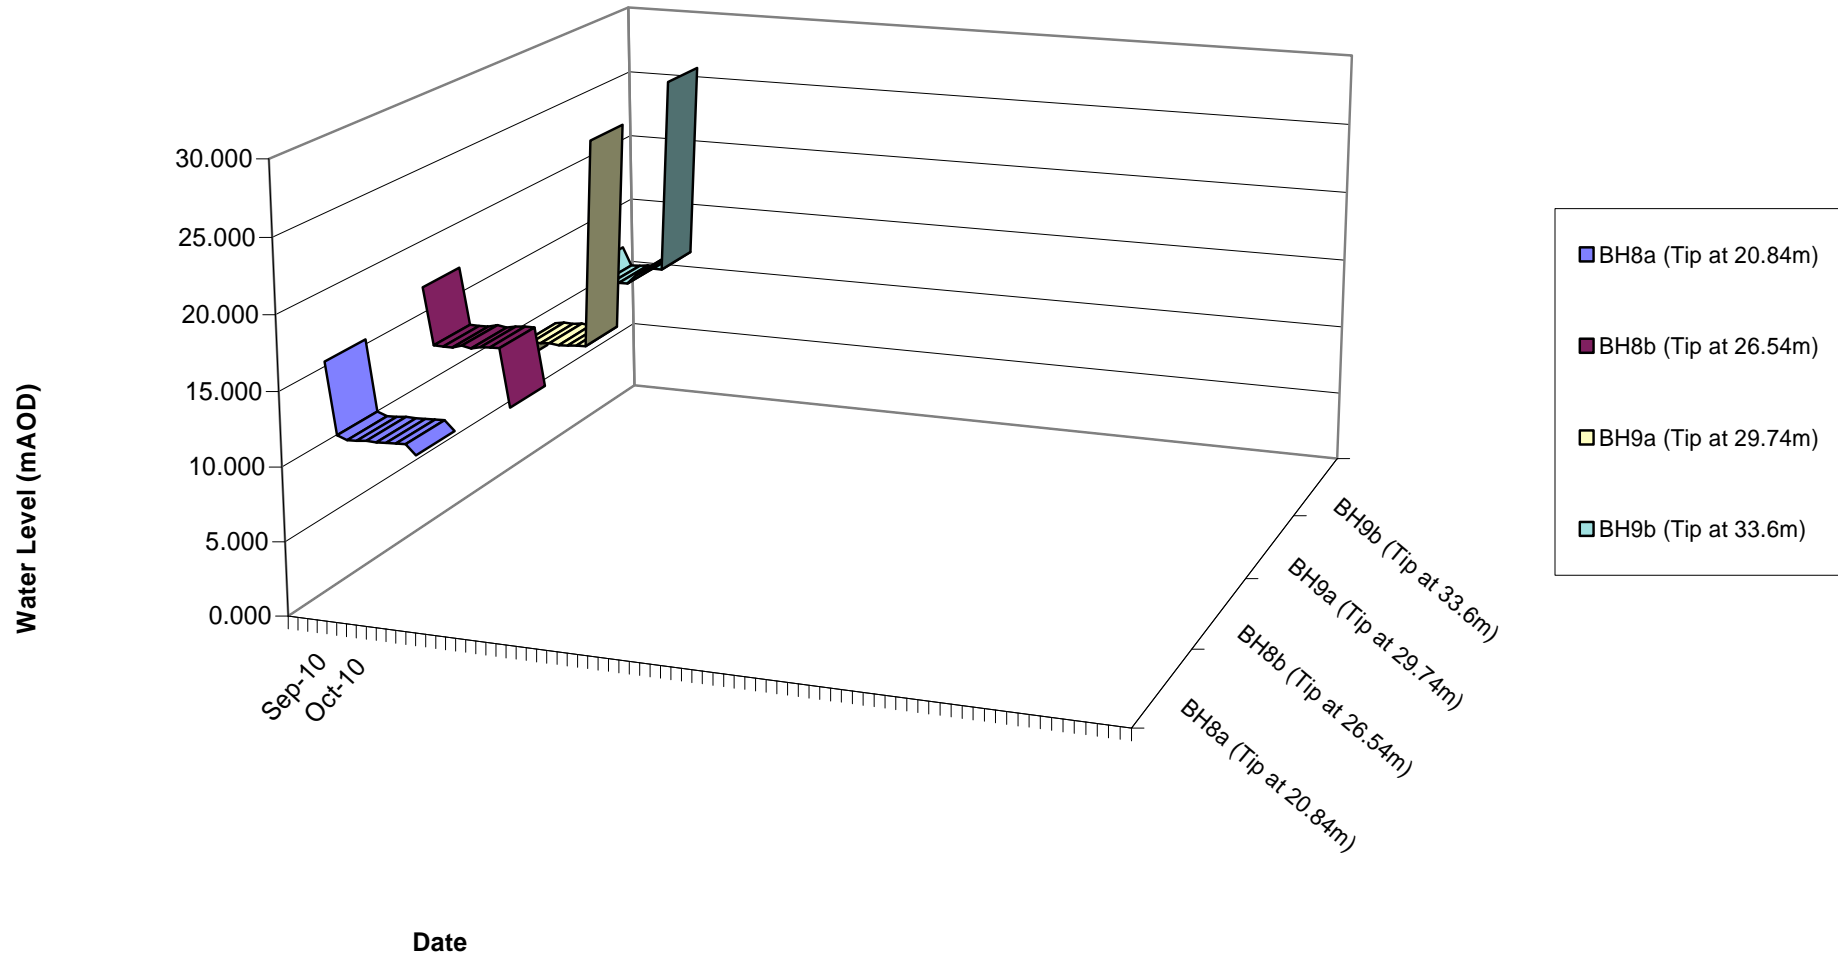 30.000
25.000
20.000
15.000
10.000
5.000
0.000
Water Level (mAOD)
Sep-10
Oct-10
Date
BH9b (Tip at 33.6m)
BH9a (Tip at 29.74m)
BH8b (Tip at 26.54m)
BH8a (Tip at 20.84m)
BH8a (Tip at 20.84m)
BH8b (Tip at 26.54m)
BH9a (Tip at 29.74m)
BH9b (Tip at 33.6m)